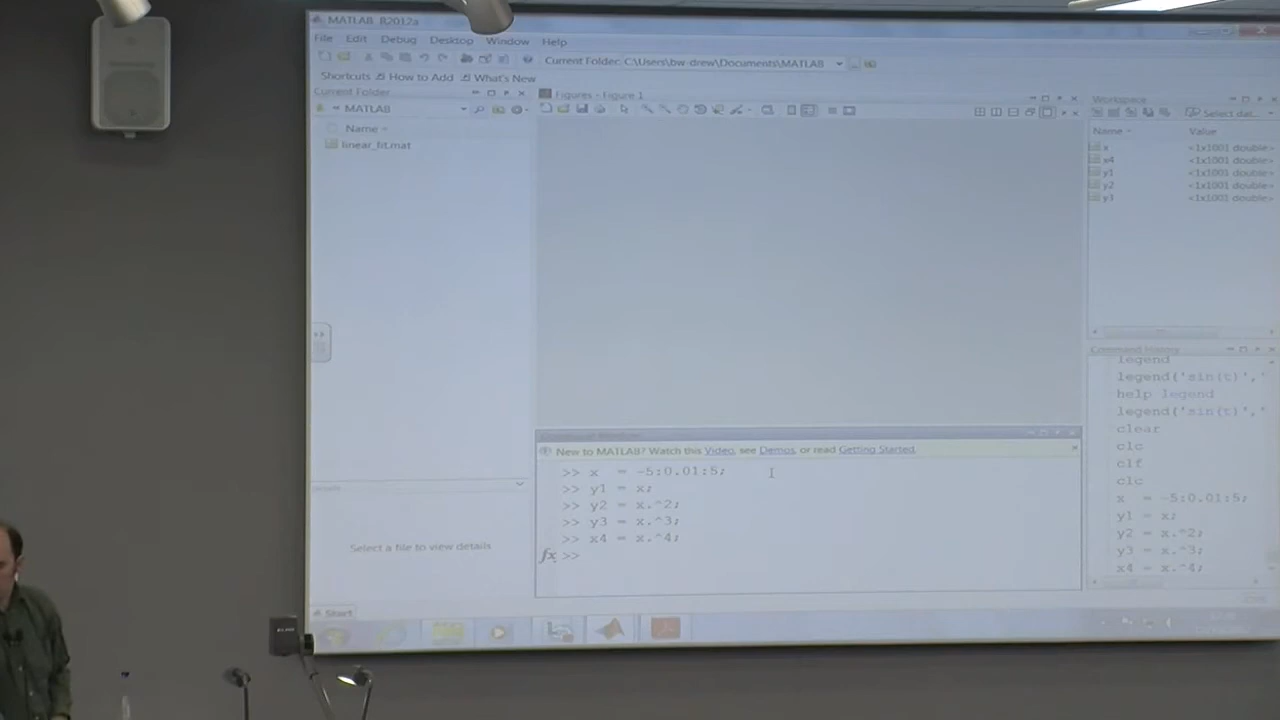 MATLAB R2012a
File Edit Debug Desktop Window Help
Current Folder: C:\Users\bw-drew\Documents\MATLAB
Shortcuts How to Add What's New
Current Folder
MATLAB
Name
linear_fit.mat
Details
Select a file to view details
Figures - Figure 1
New to MATLAB? Watch this Video, see Demos, or read Getting Started.
>> x = -5:0.01:5;
>> y1 = x;
>> y2 = x.^2;
>> y3 = x.^3;
>> x4 = x.^4;
fx >>
Workspace
Select dat...
Name Value
x <1x1001 double>
x4 <1x1001 double>
y1 <1x1001 double>
y2 <1x1001 double>
y3 <1x1001 double>
Command History
legend
legend('sin(t)','
help legend
legend('sin(t)','
clear
clc
clf
clc
x = -5:0.01:5;
y1 = x;
y2 = x.^2;
y3 = x.^3;
x4 = x.^4;
Start